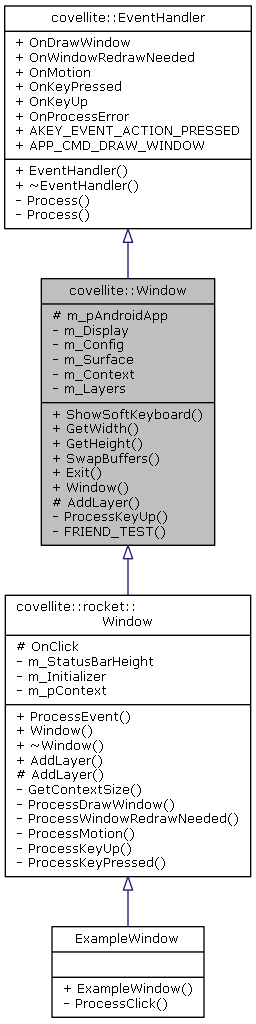 covellite::EventHandler
+ OnDrawWindow
+ OnWindowRedrawNeeded
+ OnMotion
+ OnKeyPressed
+ OnKeyUp
+ OnProcessError
+ AKEY_EVENT_ACTION_PRESSED
+ APP_CMD_DRAW_WINDOW
+ EventHandler()
+ ~EventHandler()
- Process()
- Process()
covellite::Window
# m_pAndroidApp
- m_Display
- m_Config
- m_Surface
- m_Context
- m_Layers
+ ShowSoftKeyboard()
+ GetWidth()
+ GetHeight()
+ SwapBuffers()
+ Exit()
+ Window()
# AddLayer()
- ProcessKeyUp()
- FRIEND_TEST()
covellite::rocket::
Window
# OnClick
- m_StatusBarHeight
- m_Initializer
- m_pContext
+ ProcessEvent()
+ Window()
+ ~Window()
+ AddLayer()
# AddLayer()
- GetContextSize()
- ProcessDrawWindow()
- ProcessWindowRedrawNeeded()
- ProcessMotion()
- ProcessKeyUp()
- ProcessKeyPressed()
ExampleWindow
+ ExampleWindow()
- ProcessClick()